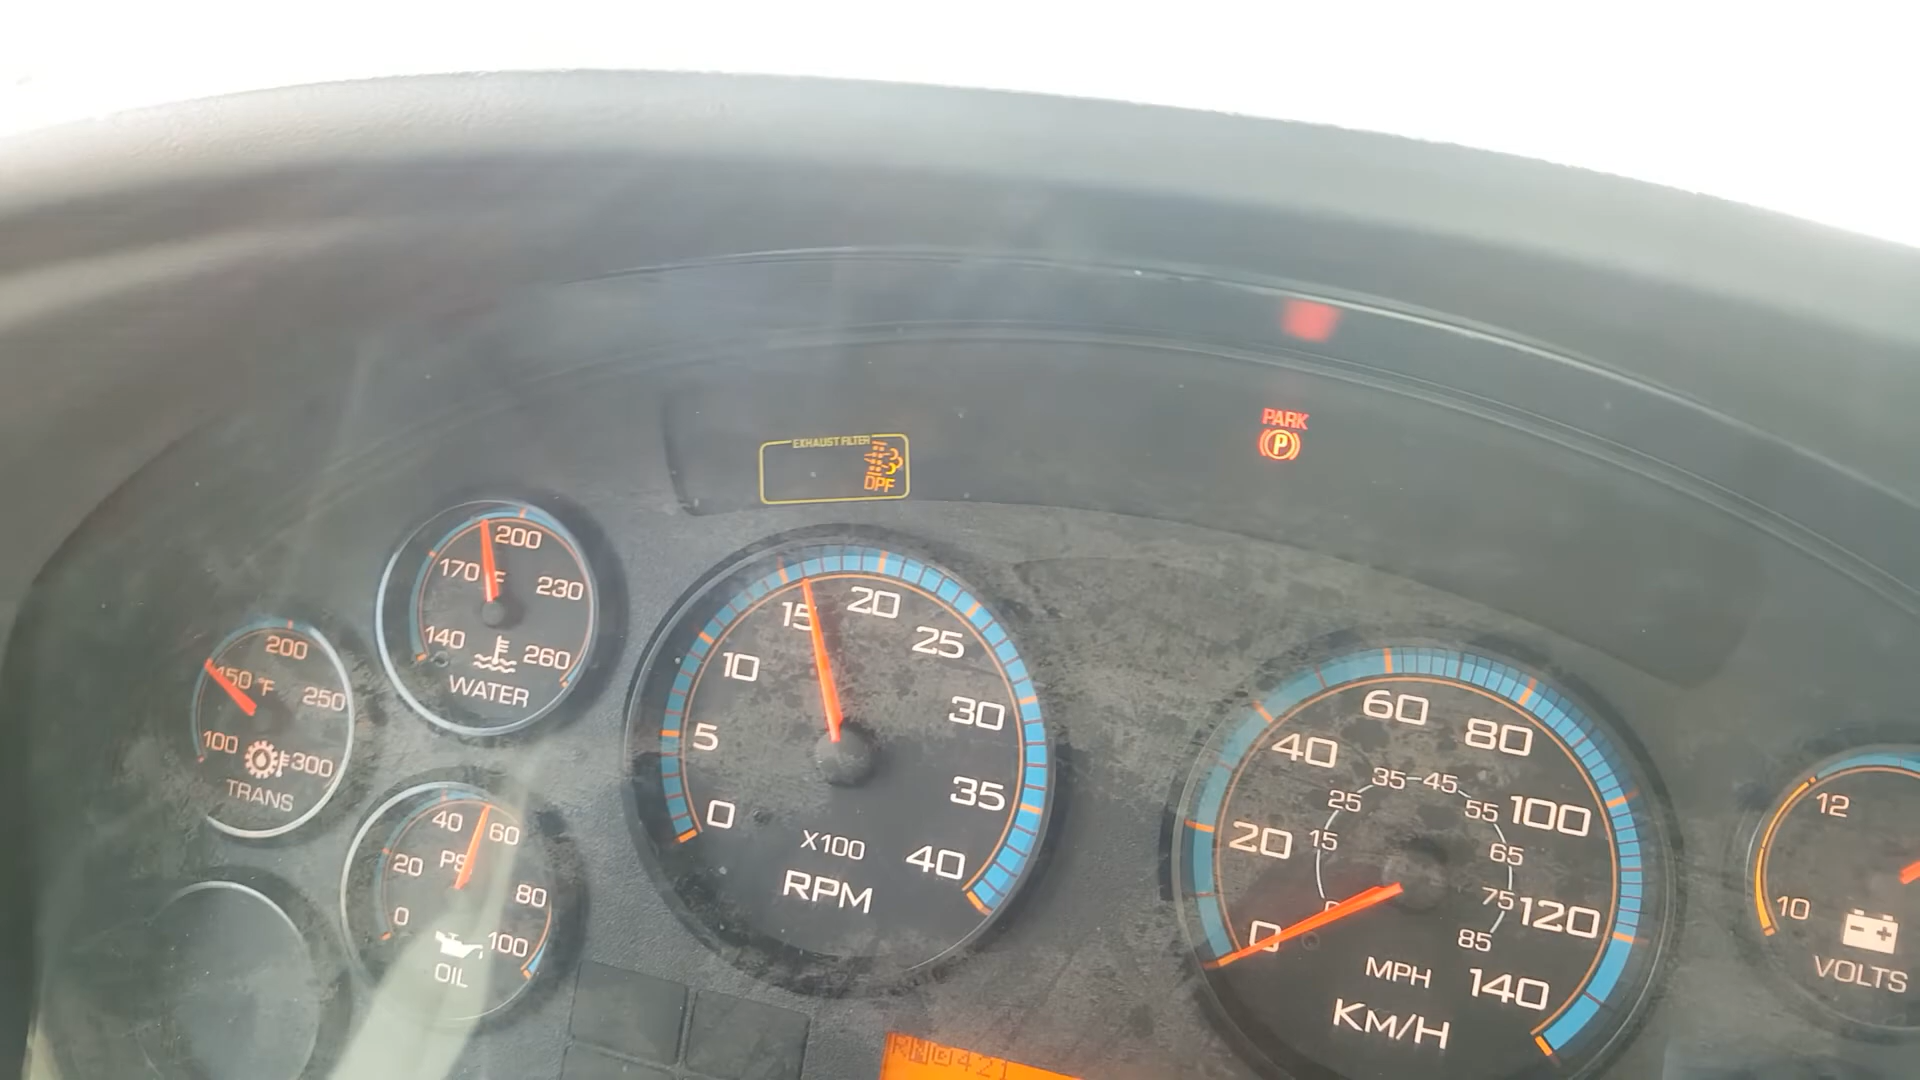 EXHAUST FILTER
DPF
PARK
P
200
170 °F 230
140 260
WATER
200
150 °F 250
100 300
TRANS
40 60
PSI
20 80
0 100
OIL
15 20
10 25
5 30
0 35
40
X100
RPM
60
40 80
20 100
0 120
140
35 45
25 55
15 65
75
85
MPH
KM/H
12
10
VOLTS
RND421